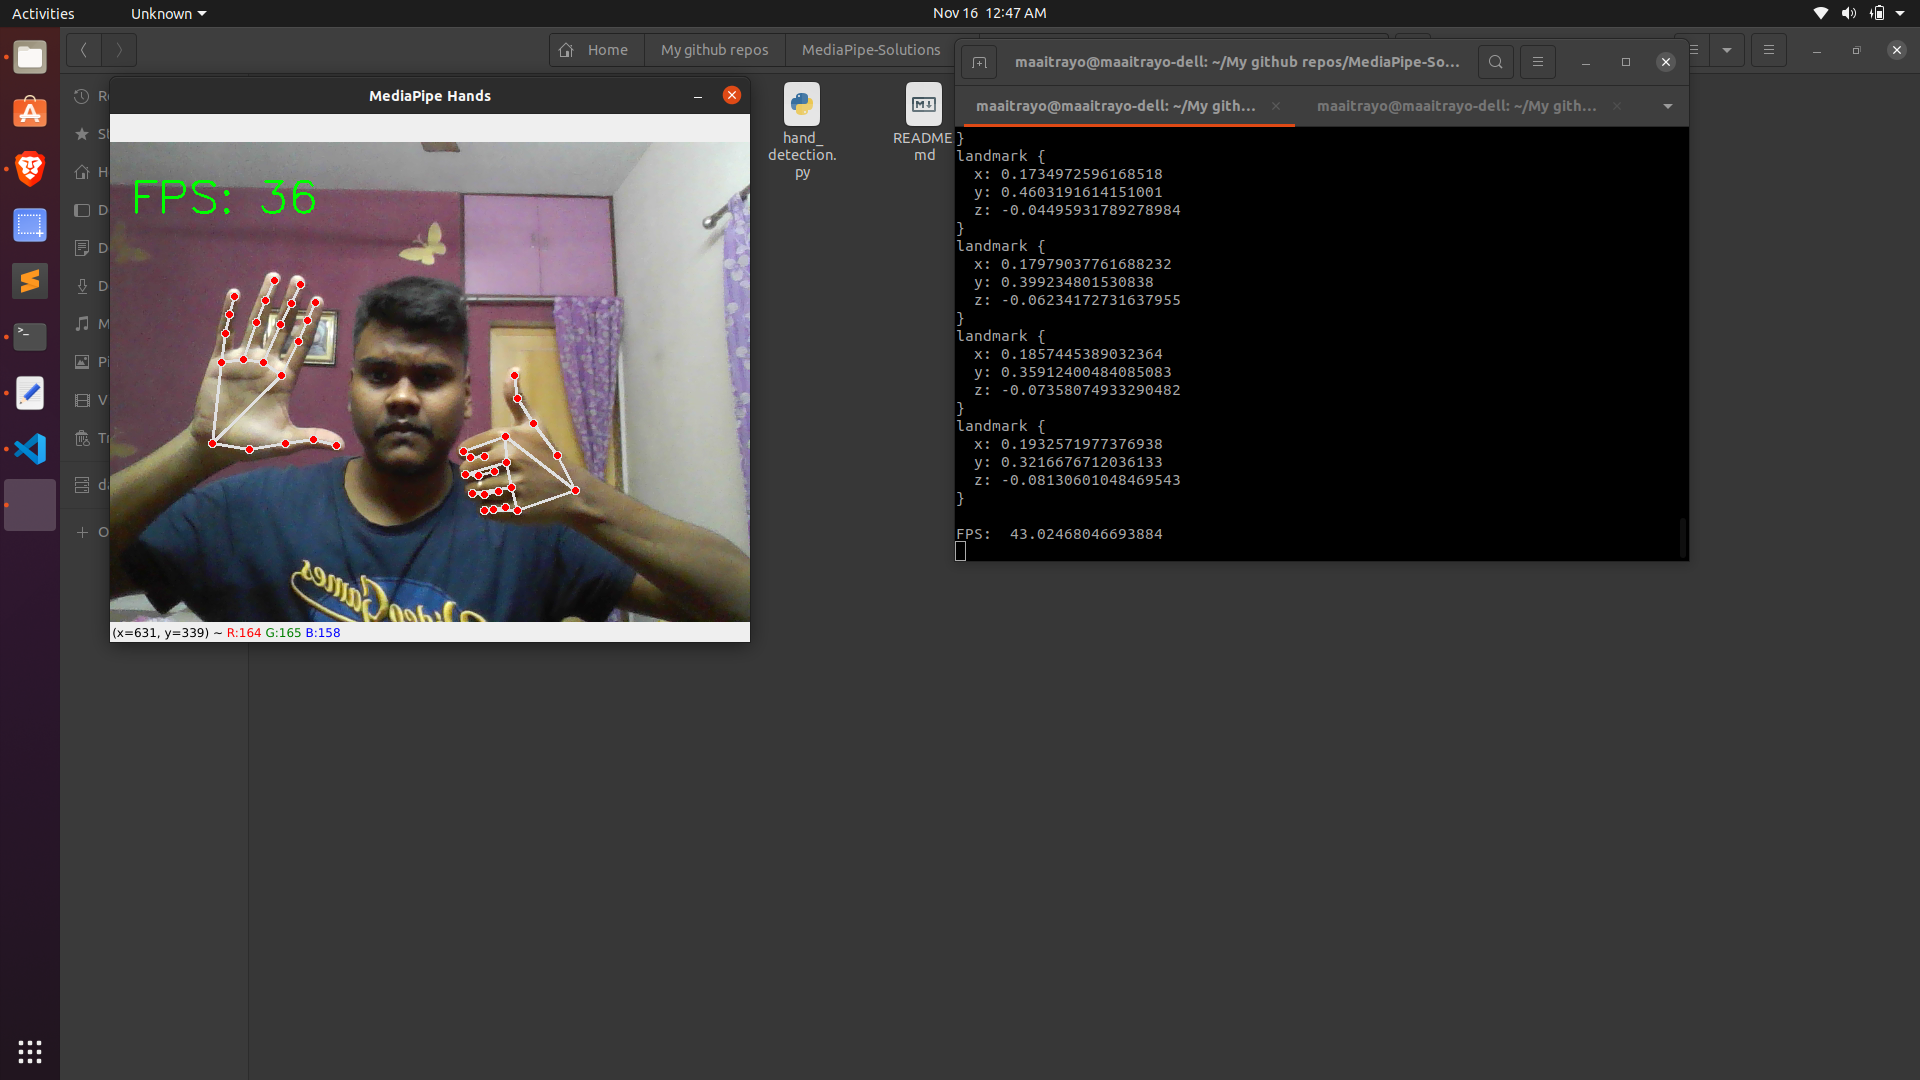 Activities
Unknown
Nov 16 12:47 AM
Home
My github repos
MediaPipe-Solutions
MediaPipe Hands
FPS: 36
(x=631, y=339) ~ R:164 G:165 B:158
hand_
detection.
py
README
md
maaitrayo@maaitrayo-dell: ~/My github repos/MediaPipe-So...
maaitrayo@maaitrayo-dell: ~/My gith...
maaitrayo@maaitrayo-dell: ~/My gith...
}
landmark {
x: 0.1734972596168518
y: 0.4603191614151001
z: -0.04495931789278984
}
landmark {
x: 0.17979037761688232
y: 0.399234801530838
z: -0.06234172731637955
}
landmark {
x: 0.1857445389032364
y: 0.35912400484085083
z: -0.07358074933290482
}
landmark {
x: 0.1932571977376938
y: 0.3216676712036133
z: -0.08130601048469543
}
FPS: 43.02468046693884